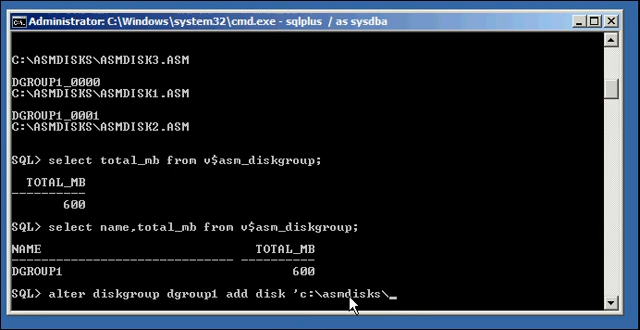 Administrator: C:\Windows\system32\cmd.exe - sqlplus / as sysdba
C:\ASMDISKS\ASMDISK3.ASM
DGROUP1_0000
C:\ASMDISKS\ASMDISK1.ASM
DGROUP1_0001
C:\ASMDISKS\ASMDISK2.ASM
SQL> select total_mb from v$asm_diskgroup;
TOTAL_MB
----------
600
SQL> select name,total_mb from v$asm_diskgroup;
NAME TOTAL_MB
------------------------------ ----------
DGROUP1 600
SQL> alter diskgroup dgroup1 add disk 'c:\asmdisks\_